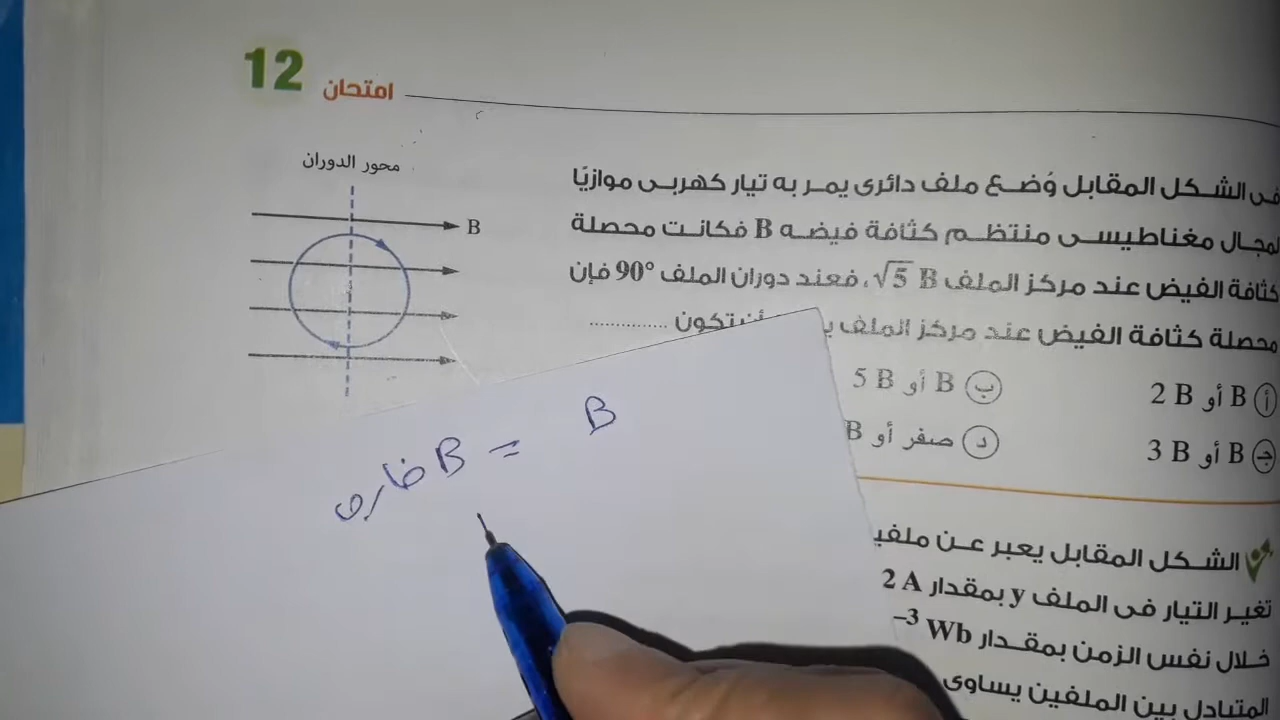 12 امتحان
محور الدوران
B
فى الشكل المقابل وُضع ملف دائرى يمر به تيار كهربى موازيًا
لمجال مغناطيسى منتظم كثافة فيضه B فكانت محصلة
كثافة الفيض عند مركز الملف √5 B، فعند دوران الملف 90° فإن
محصلة كثافة الفيض عند مركز الملف أن تكون ..............
أ B أو 2 B
ب B أو 5 B
ج B أو 3 B
د صفر أو B
B = B
الشكل المقابل يعبر عن
تغير التيار فى الملف y بمقدار 2 A
خلال نفس الزمن بمقدار Wb
المتبادل بين الملفين يساوى